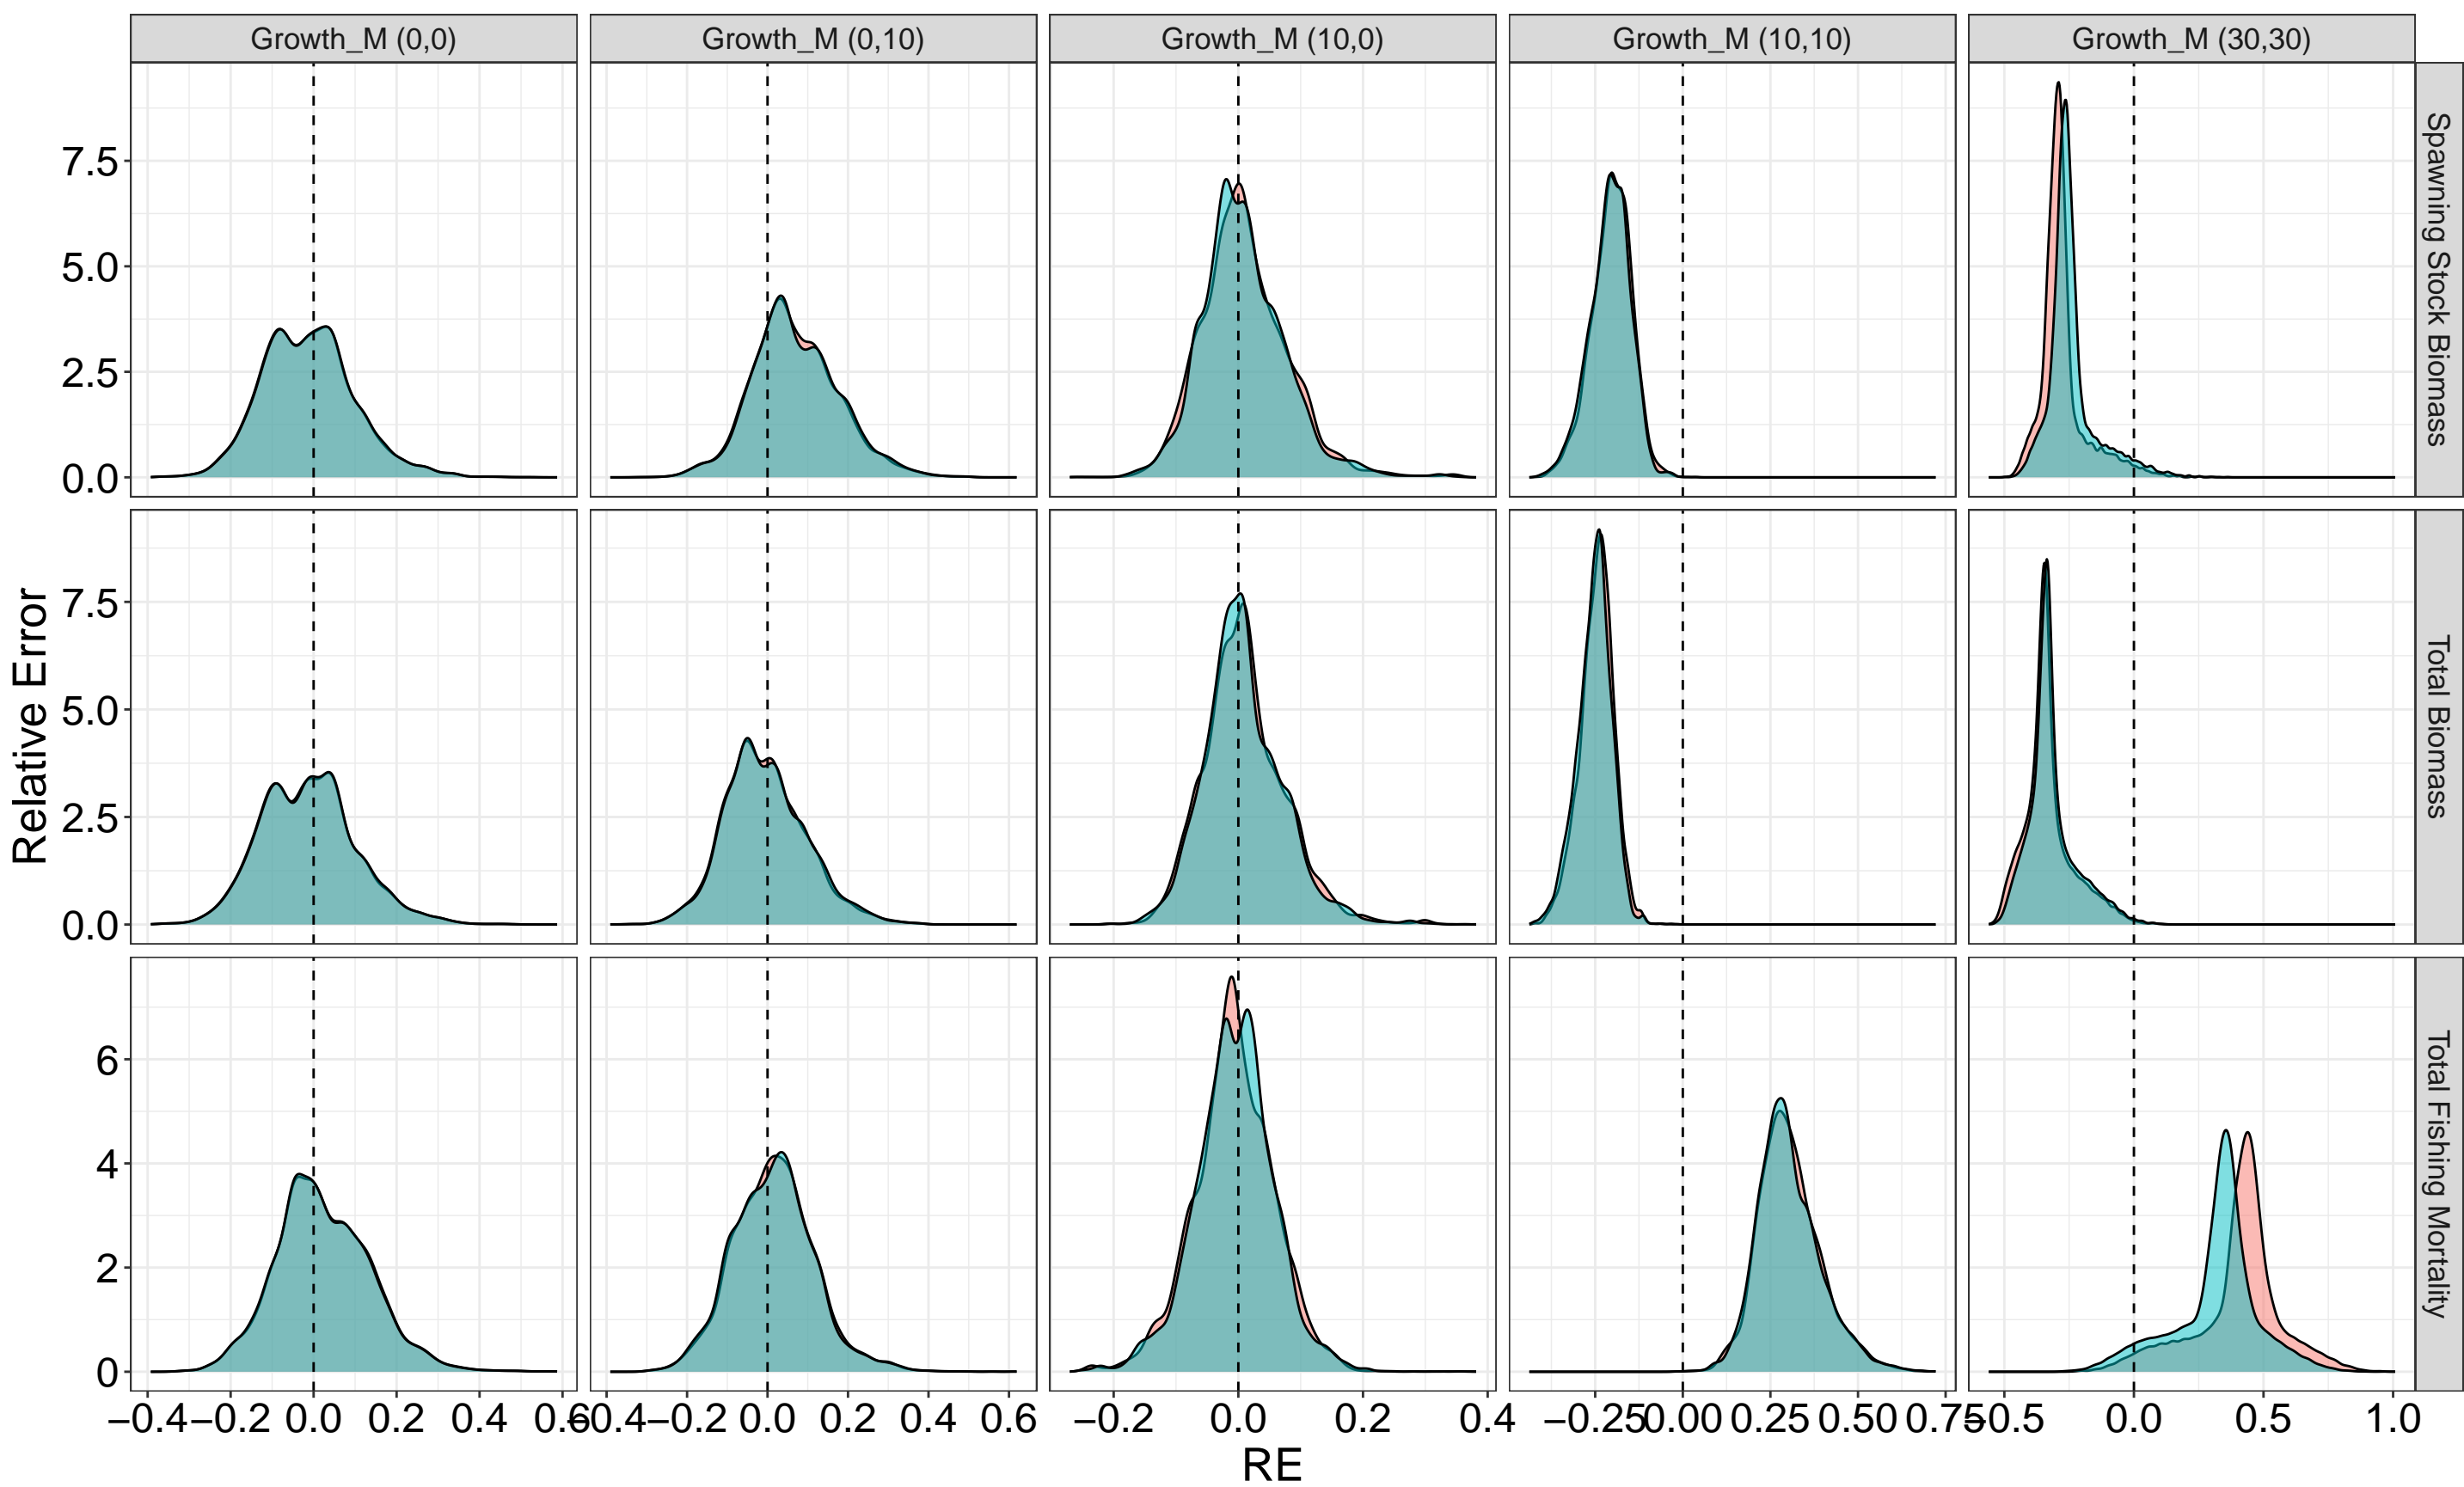 Growth_M (0,0)
Growth_M (0,10)
Growth_M (10,0)
Growth_M (10,10)
Growth_M (30,30)
Relative Error
7.5
5.0
2.5
0.0
Spawning Stock Biomass
7.5
5.0
2.5
0.0
Total Biomass
6
4
2
0
Total Fishing Mortality
−0.4 −0.2 0.0 0.2 0.4 0.6
−0.4 −0.2 0.0 0.2 0.4 0.6
−0.2 0.0 0.2 0.4
−0.25 0.00 0.25 0.50 0.75
−0.5 0.0 0.5 1.0
RE